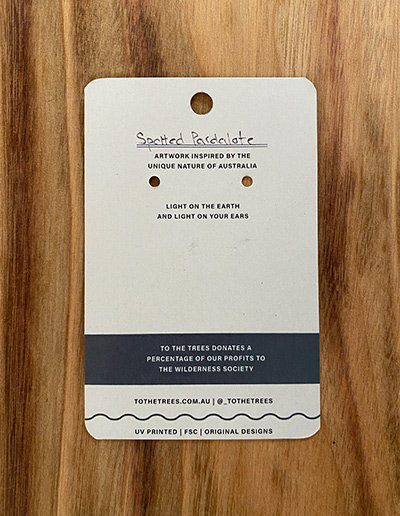 Spotted Pardalote
ARTWORK INSPIRED BY THE
UNIQUE NATURE OF AUSTRALIA
LIGHT ON THE EARTH
AND LIGHT ON YOUR EARS
TO THE TREES DONATES A
PERCENTAGE OF OUR PROFITS TO
THE WILDERNESS SOCIETY
TOTHETREES.COM.AU | @_TOTHETREES
UV PRINTED | FSC | ORIGINAL DESIGNS